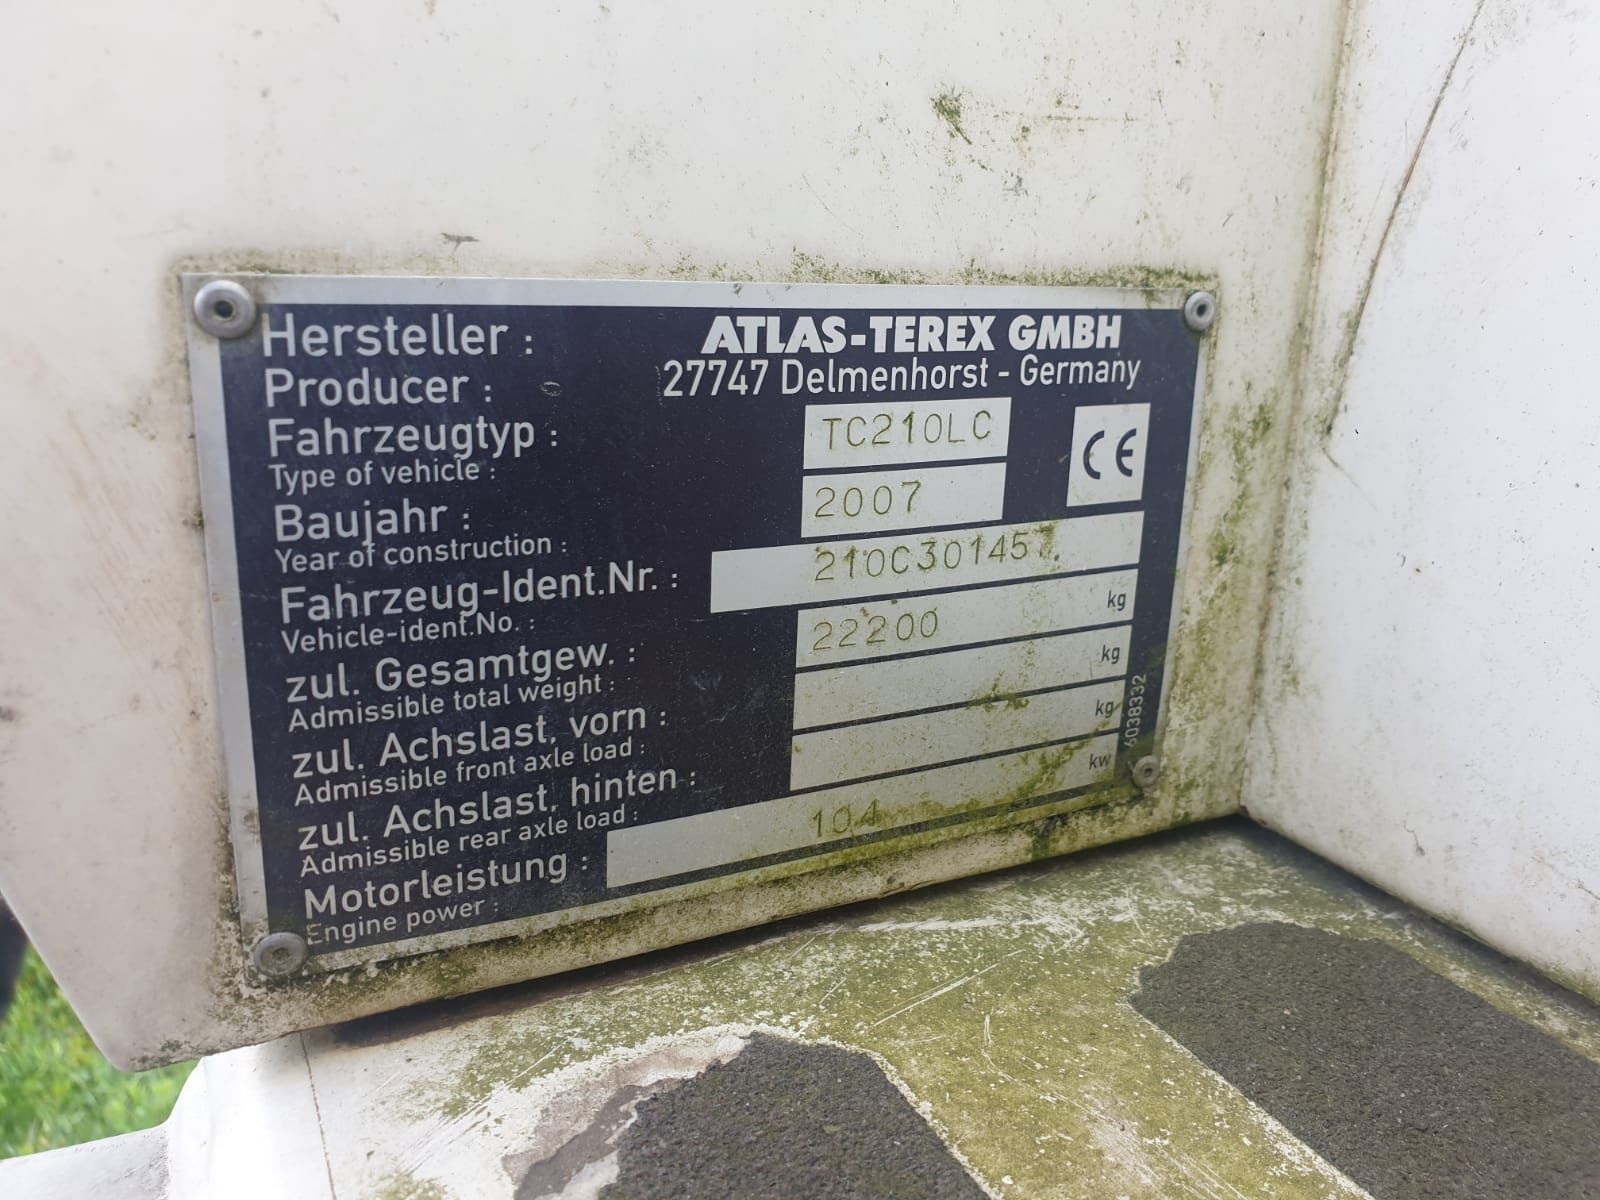 Hersteller : ATLAS-TEREX GMBH
Producer : 27747 Delmenhorst - Germany
Fahrzeugtyp : TC210LC CE
Type of vehicle :
Baujahr : 2007
Year of construction :
Fahrzeug-Ident.Nr. : 210C301457
Vehicle-ident.No. :
zul. Gesamtgew. : 22200 kg
Admissible total weight :
zul. Achslast. vorn : kg
Admissible front axle load :
zul. Achslast. hinten : kg
Admissible rear axle load :
Motorleistung : 104 kw
Engine power :
6038332